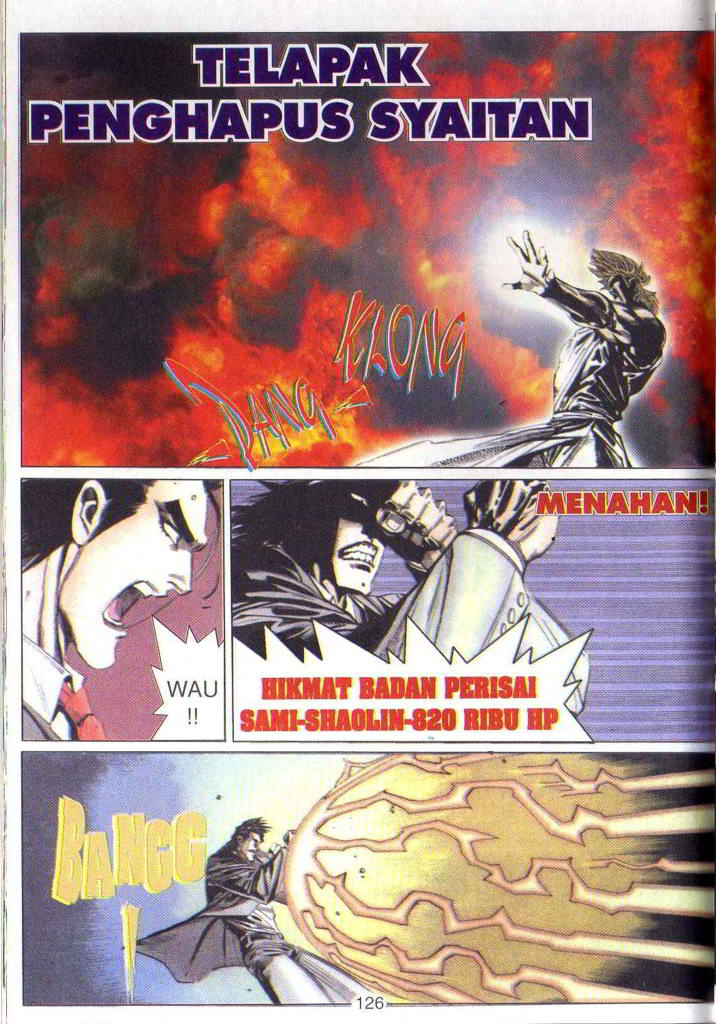 TELAPAK
PENGHAPUS SYAITAN
KLONG
DANG
WAU
!!
MENAHAN!
HIKMAT BADAN PERISAI
SAMI-SHAOLIN-820 RIBU HP
BANGG
!
126